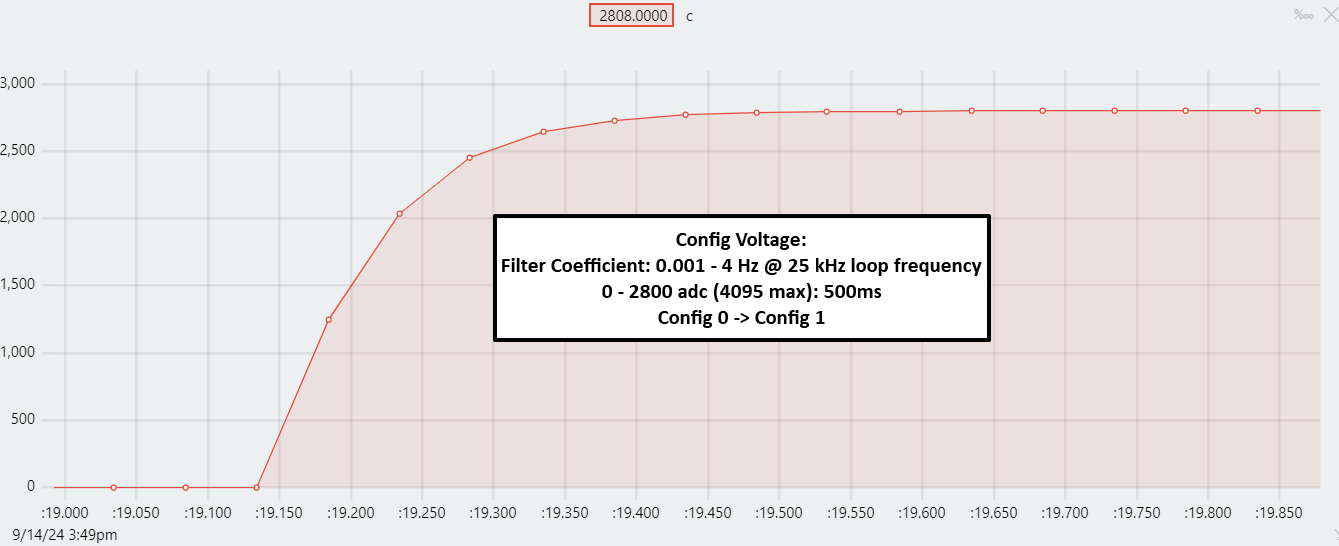 2808.0000 c
‰
3,000
2,500
2,000
1,500
1,000
500
0
Config Voltage:
Filter Coefficient: 0.001 - 4 Hz @ 25 kHz loop frequency
0 - 2800 adc (4095 max): 500ms
Config 0 -> Config 1
:19.000 :19.050 :19.100 :19.150 :19.200 :19.250 :19.300 :19.350 :19.400 :19.450 :19.500 :19.550 :19.600 :19.650 :19.700 :19.750 :19.800 :19.850
9/14/24 3:49pm